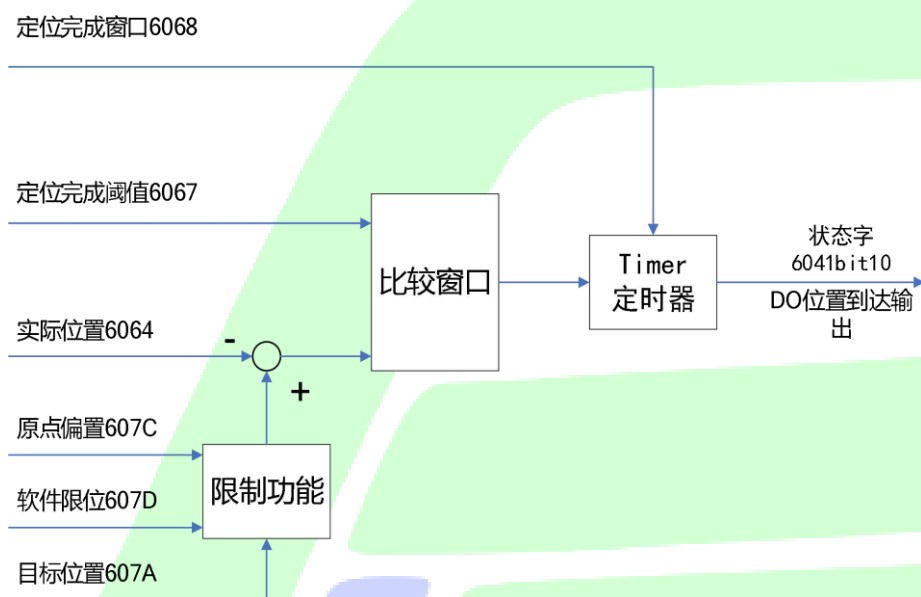 定位完成窗口6068
定位完成阈值6067
比较窗口
Timer
定时器
状态字
6041bit10
DO位置到达输
出
实际位置6064
-
+
原点偏置607C
限制功能
软件限位607D
目标位置607A